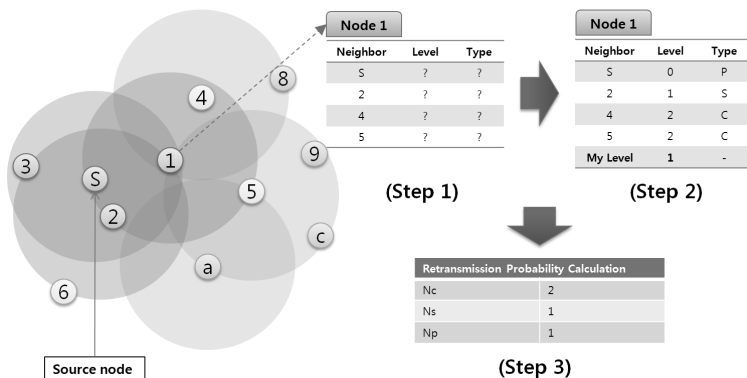 Node 1
Neighbor Level Type
S ? ?
2 ? ?
4 ? ?
5 ? ?
(Step 1)
Node 1
Neighbor Level Type
S 0 P
2 1 S
4 2 C
5 2 C
My Level 1 -
(Step 2)
8
4
3
S
1
9
5
2
c
a
6
Source node
Retransmission Probability Calculation
Nc 2
Ns 1
Np 1
(Step 3)